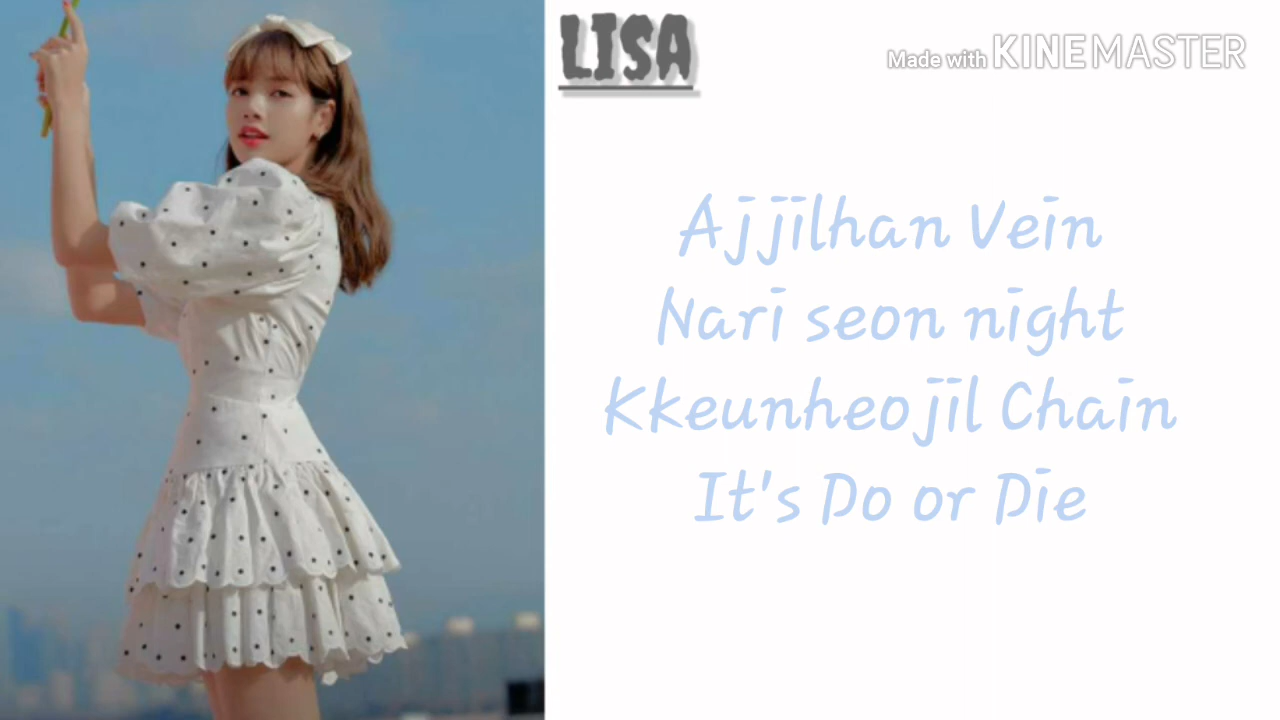 LISA
Made with KINEMASTER
Ajjilhan Vein
Nari seon night
Kkeunheojil Chain
It's Do or Die